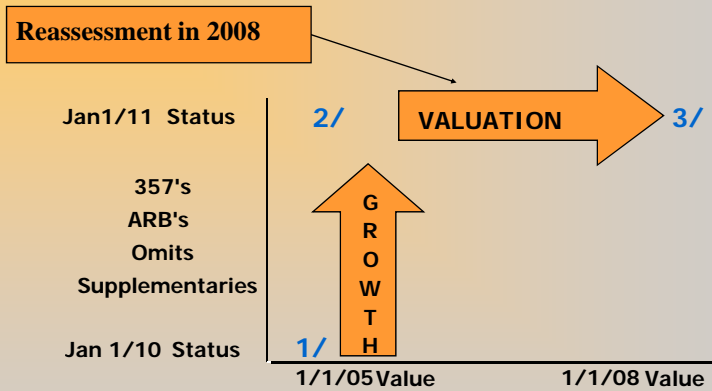 Reassessment in 2008
Jan1/11 Status
2/
VALUATION
3/
357's
ARB's
Omits
Supplementaries
GROWTH
Jan 1/10 Status
1/
1/1/05 Value
1/1/08 Value